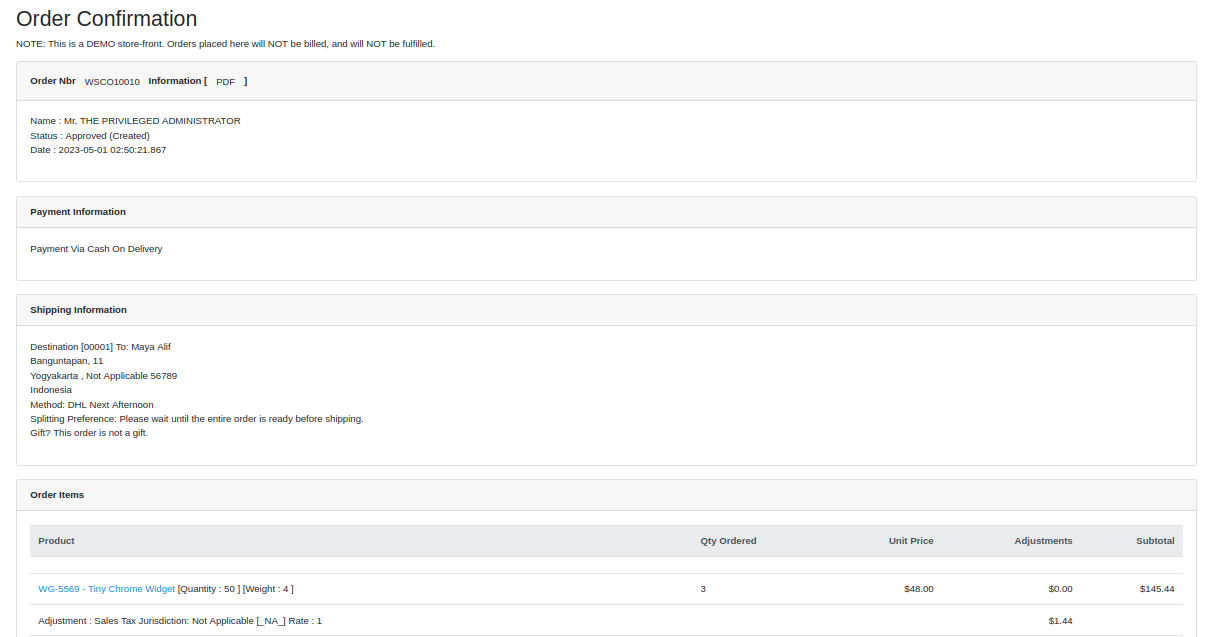 Order Confirmation
NOTE: This is a DEMO store-front. Orders placed here will NOT be billed, and will NOT be fulfilled.
Order Nbr WSCO10010 Information [ PDF ]
Name : Mr. THE PRIVILEGED ADMINISTRATOR
Status : Approved (Created)
Date : 2023-05-01 02:50:21.867
Payment Information
Payment Via Cash On Delivery
Shipping Information
Destination [00001] To: Maya Alif
Banguntapan, 11
Yogyakarta , Not Applicable 56789
Indonesia
Method: DHL Next Afternoon
Splitting Preference: Please wait until the entire order is ready before shipping.
Gift? This order is not a gift.
Order Items
Product Qty Ordered Unit Price Adjustments Subtotal
WG-5569 - Tiny Chrome Widget [Quantity : 50 ] [Weight : 4 ] 3 $48.00 $0.00 $145.44
Adjustment : Sales Tax Jurisdiction: Not Applicable [_NA_] Rate : 1 $1.44